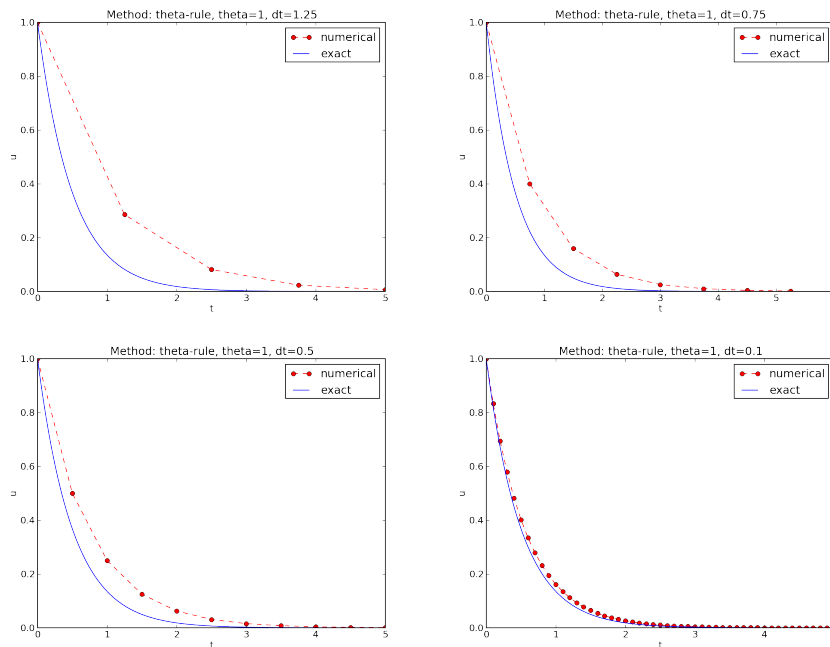 Method: theta-rule, theta=1, dt=1.25
numerical
exact
1.0
0.8
0.6
0.4
0.2
0.0
u
0 1 2 3 4 5
t
Method: theta-rule, theta=1, dt=0.75
numerical
exact
1.0
0.8
0.6
0.4
0.2
0.0
u
0 1 2 3 4 5
t
Method: theta-rule, theta=1, dt=0.5
numerical
exact
1.0
0.8
0.6
0.4
0.2
0.0
u
0 1 2 3 4 5
t
Method: theta-rule, theta=1, dt=0.1
numerical
exact
1.0
0.8
0.6
0.4
0.2
0.0
u
0 1 2 3 4
t